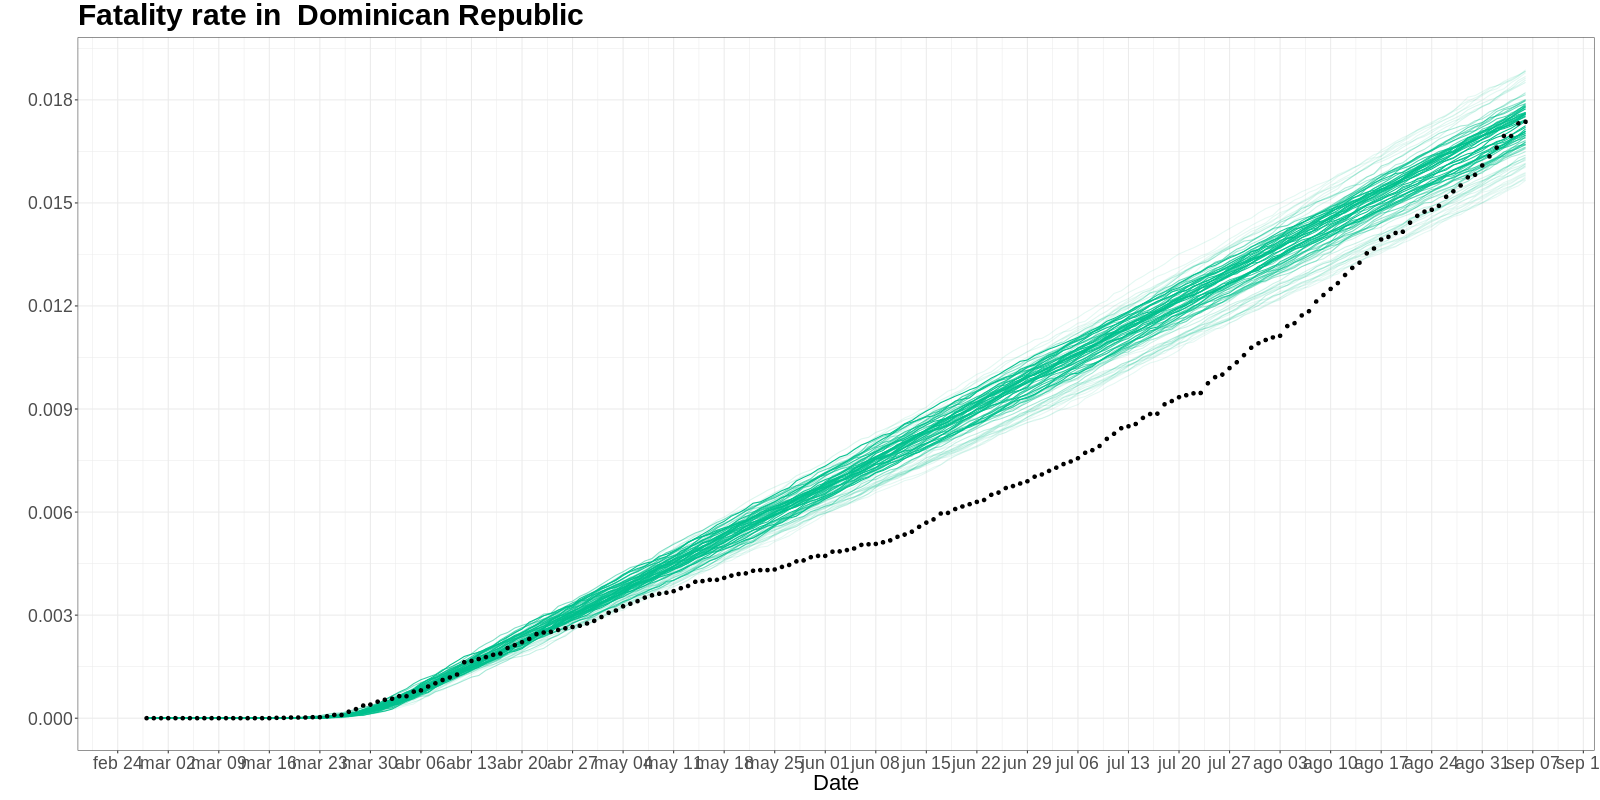 Fatality rate in  Dominican Republic
0.018
0.015
0.012
0.009
0.006
0.003
0.000
feb 24 mar 02 mar 09 mar 16 mar 23 mar 30 abr 06 abr 13 abr 20 abr 27 may 04 may 11 may 18 may 25 jun 01 jun 08 jun 15 jun 22 jun 29 jul 06 jul 13 jul 20 jul 27 ago 03 ago 10 ago 17 ago 24 ago 31 sep 07 sep 1
Date